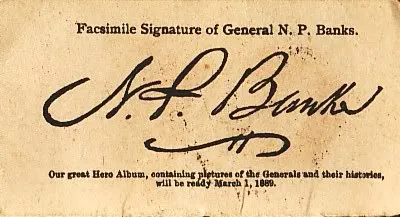 Facsimile Signature of General N. P. Banks.
N. P. Banks
Our great Hero Album, containing pictures of the Generals and their histories,
will be ready March 1, 1889.